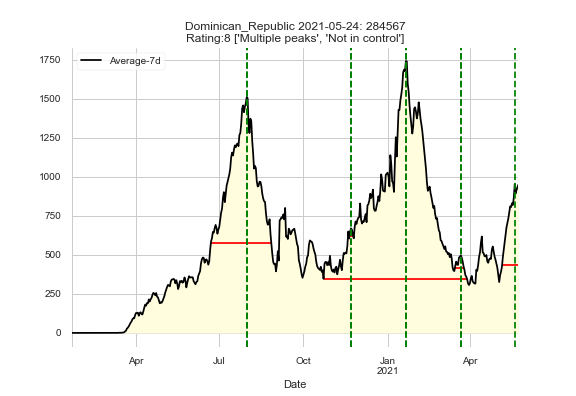 Dominican_Republic 2021-05-24: 284567
Rating:8 ['Multiple peaks', 'Not in control']
Average-7d
1750
1500
1250
1000
750
500
250
0
Apr
Jul
Oct
Jan
2021
Apr
Date